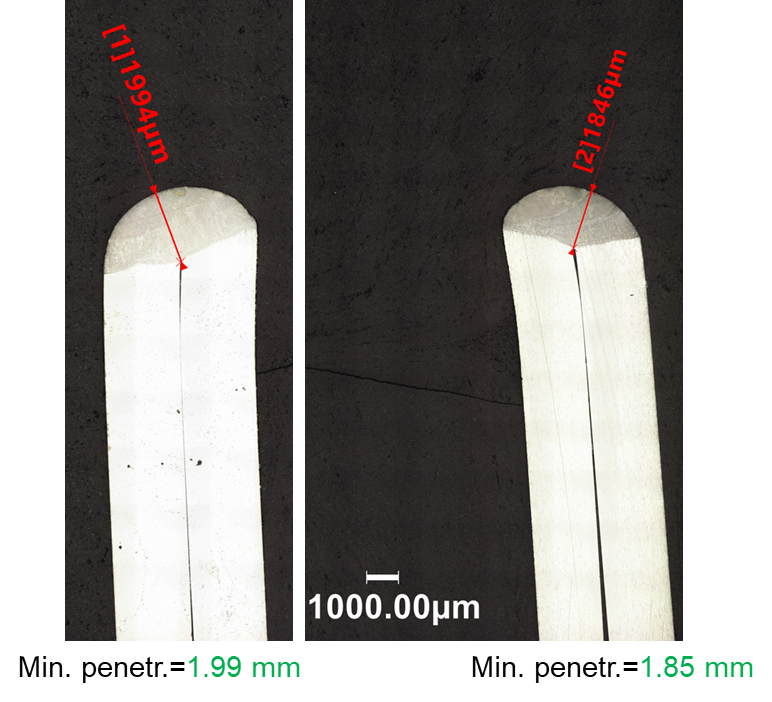 [1]1994µm
[2]1846µm
1000.00µm
Min. penetr.=1.99 mm
Min. penetr.=1.85 mm